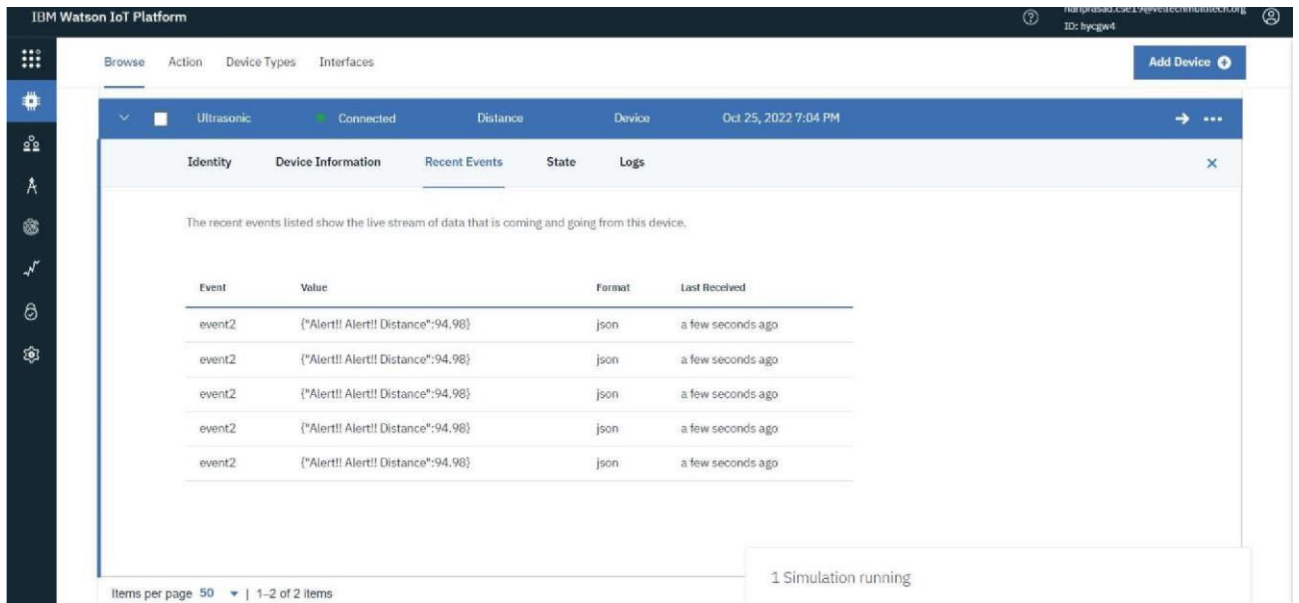 IBM Watson IoT Platform
ID: hycgw4
Browse Action Device Types Interfaces
Add Device
Ultrasonic Connected Distance Device Oct 25, 2022 7:04 PM
Identity Device Information Recent Events State Logs
The recent events listed show the live stream of data that is coming and going from this device.
Event Value Format Last Received
event2 {"Alert!! Alert!! Distance":94.98} json a few seconds ago
event2 {"Alert!! Alert!! Distance":94.98} json a few seconds ago
event2 {"Alert!! Alert!! Distance":94.98} json a few seconds ago
event2 {"Alert!! Alert!! Distance":94.98} json a few seconds ago
event2 {"Alert!! Alert!! Distance":94.98} json a few seconds ago
1 Simulation running
Items per page 50 | 1–2 of 2 items